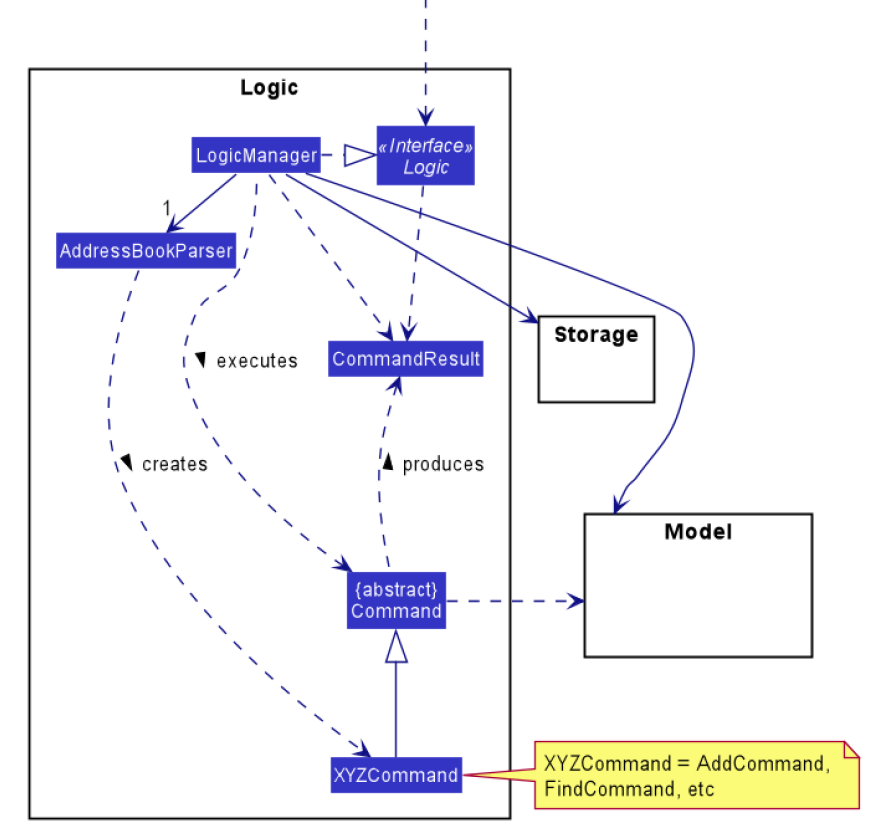 Logic
LogicManager
«Interface»
Logic
1
AddressBookParser
Storage
CommandResult
executes
creates
produces
Model
{abstract}
Command
XYZCommand
XYZCommand = AddCommand,
FindCommand, etc